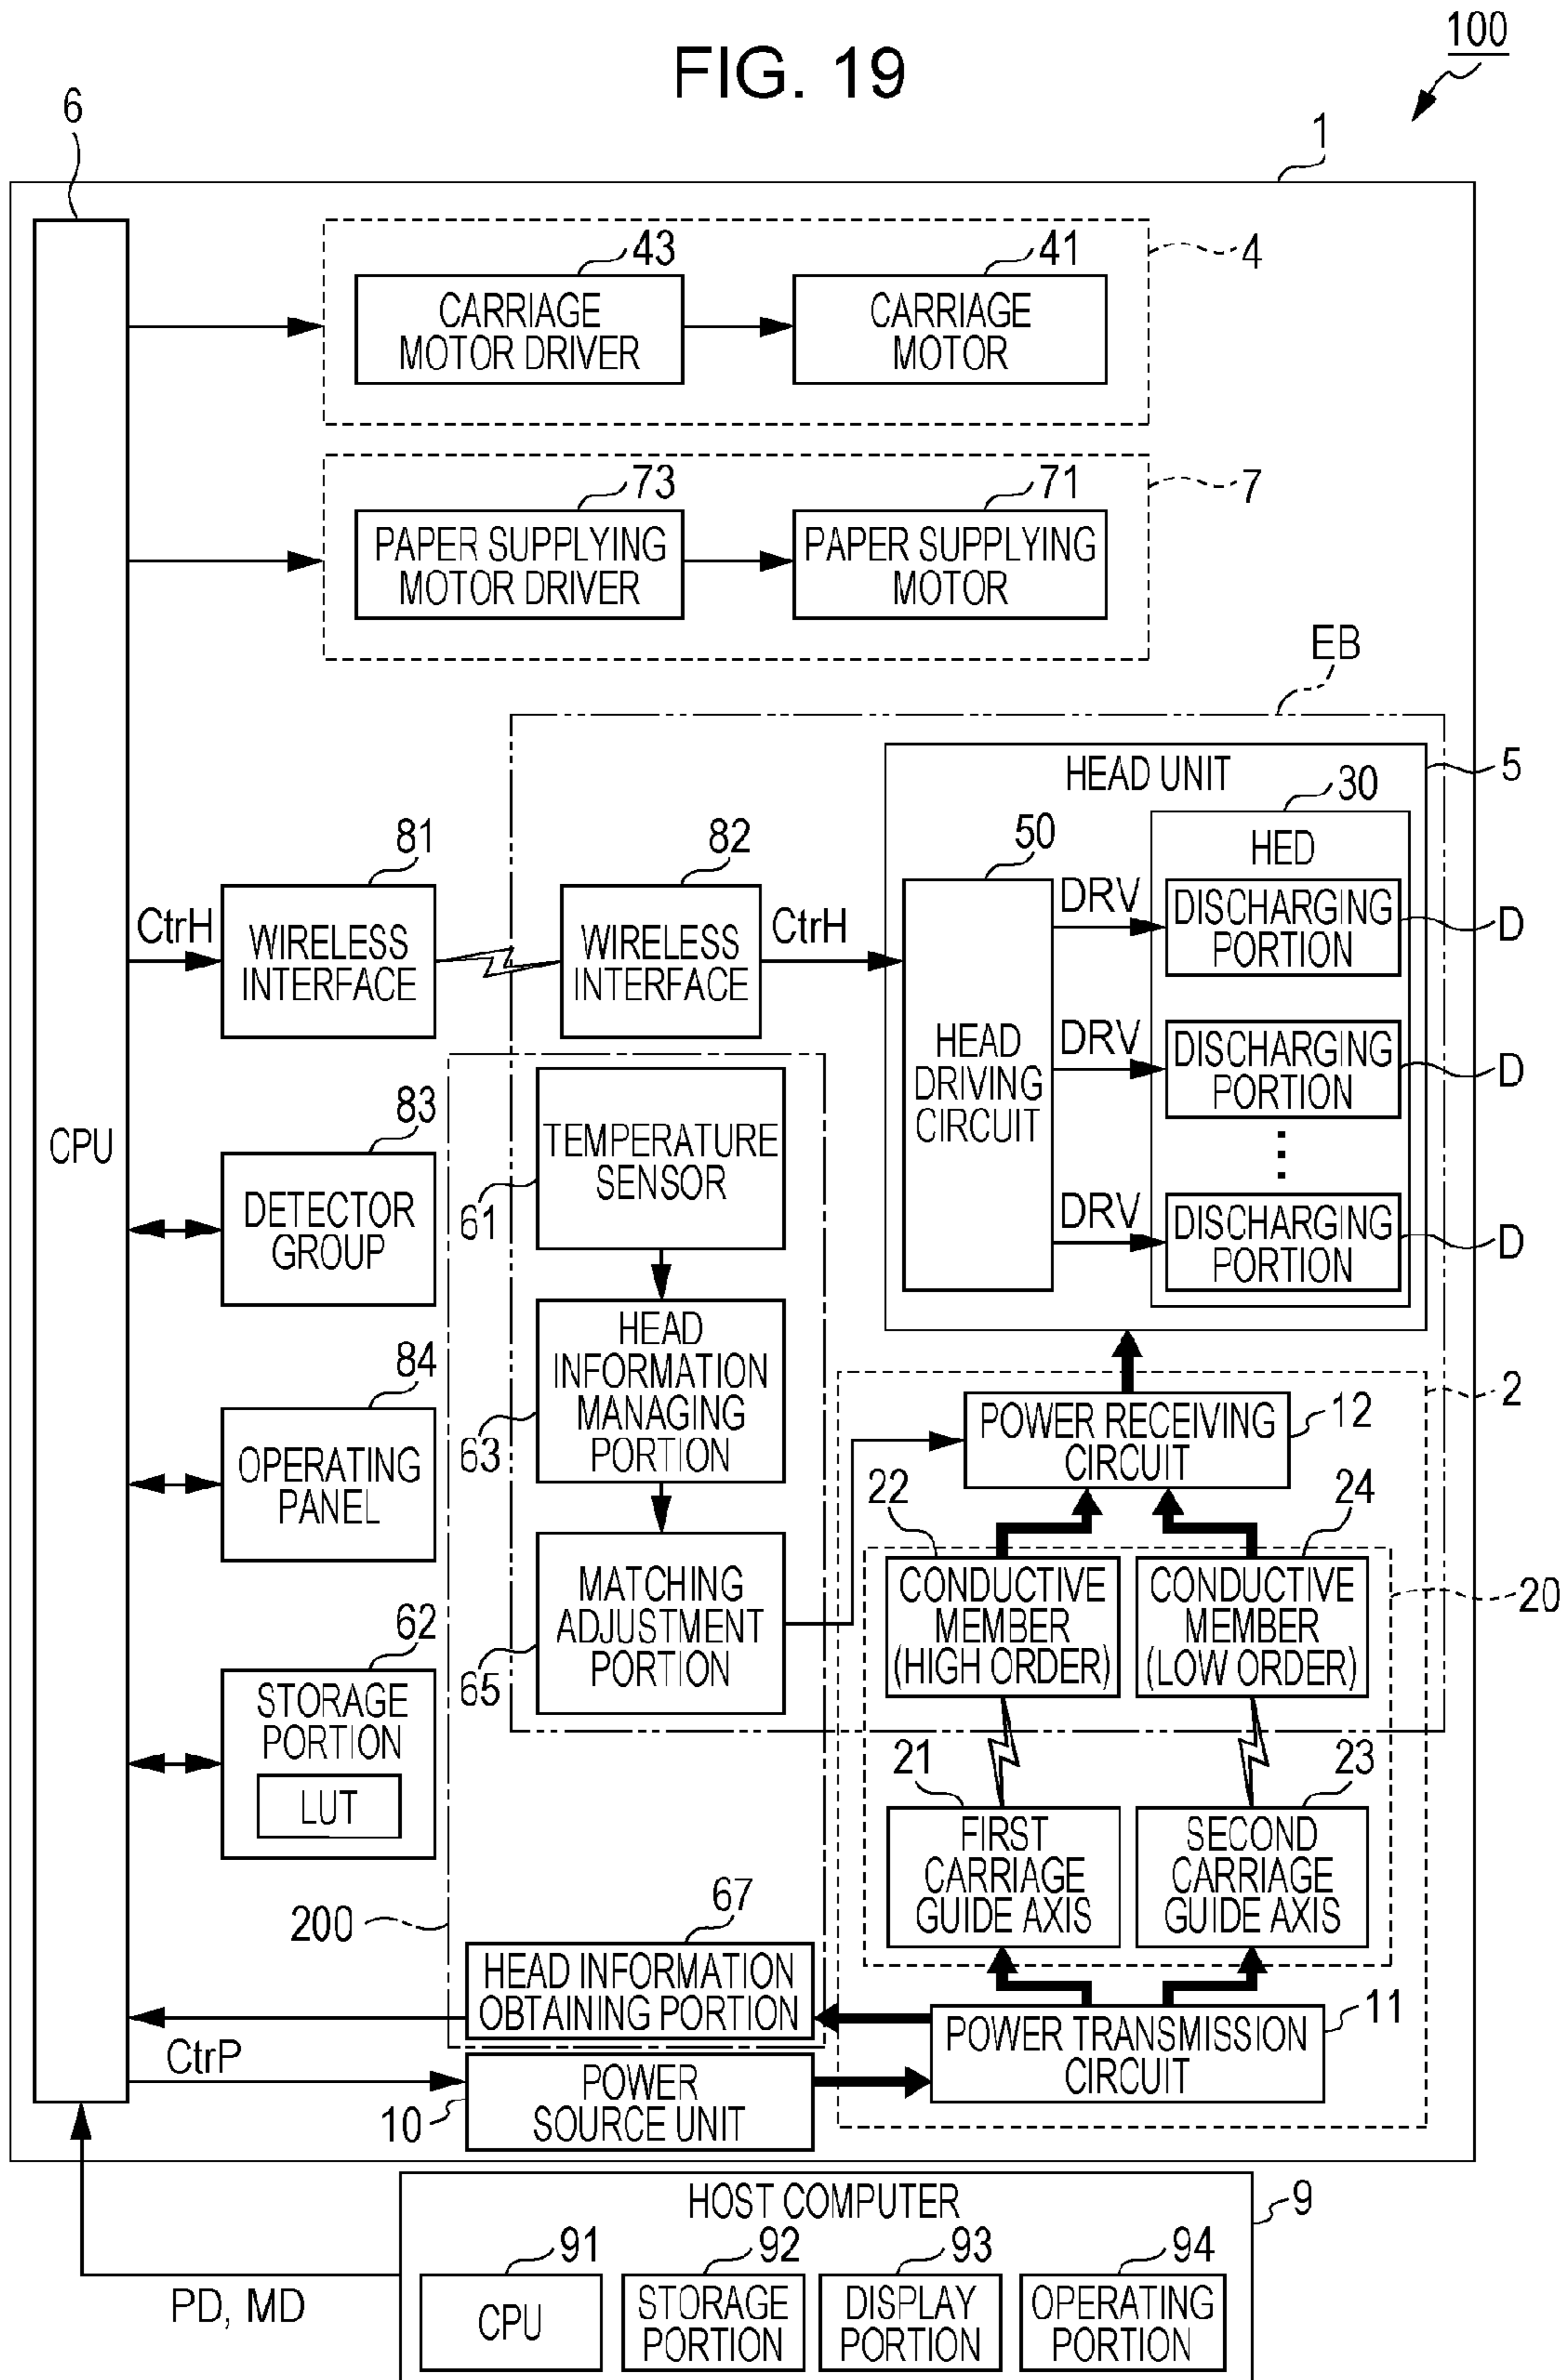 FIG. 19
100
1
6
4
43
41
CARRIAGE
MOTOR DRIVER
CARRIAGE
MOTOR
7
73
71
PAPER SUPPLYING
MOTOR DRIVER
PAPER SUPPLYING
MOTOR
EB
HEAD UNIT
5
30
HED
50
81
82
CtrH
WIRELESS
INTERFACE
WIRELESS
INTERFACE
CtrH
HEAD
DRIVING
CIRCUIT
DRV
DISCHARGING
PORTION
D
DRV
DISCHARGING
PORTION
D
DRV
DISCHARGING
PORTION
D
CPU
83
DETECTOR
GROUP
TEMPERATURE
SENSOR
61
84
OPERATING
PANEL
HEAD
INFORMATION
MANAGING
PORTION
63
2
POWER RECEIVING
CIRCUIT
12
22
24
62
STORAGE
PORTION
LUT
MATCHING
ADJUSTMENT
PORTION
65
CONDUCTIVE
MEMBER
(HIGH ORDER)
CONDUCTIVE
MEMBER
(LOW ORDER)
20
21
23
FIRST
CARRIAGE
GUIDE AXIS
SECOND
CARRIAGE
GUIDE AXIS
200
67
HEAD INFORMATION
OBTAINING PORTION
11
POWER TRANSMISSION
CIRCUIT
CtrP
10
POWER
SOURCE UNIT
HOST COMPUTER
9
91
92
93
94
CPU
STORAGE
PORTION
DISPLAY
PORTION
OPERATING
PORTION
PD, MD